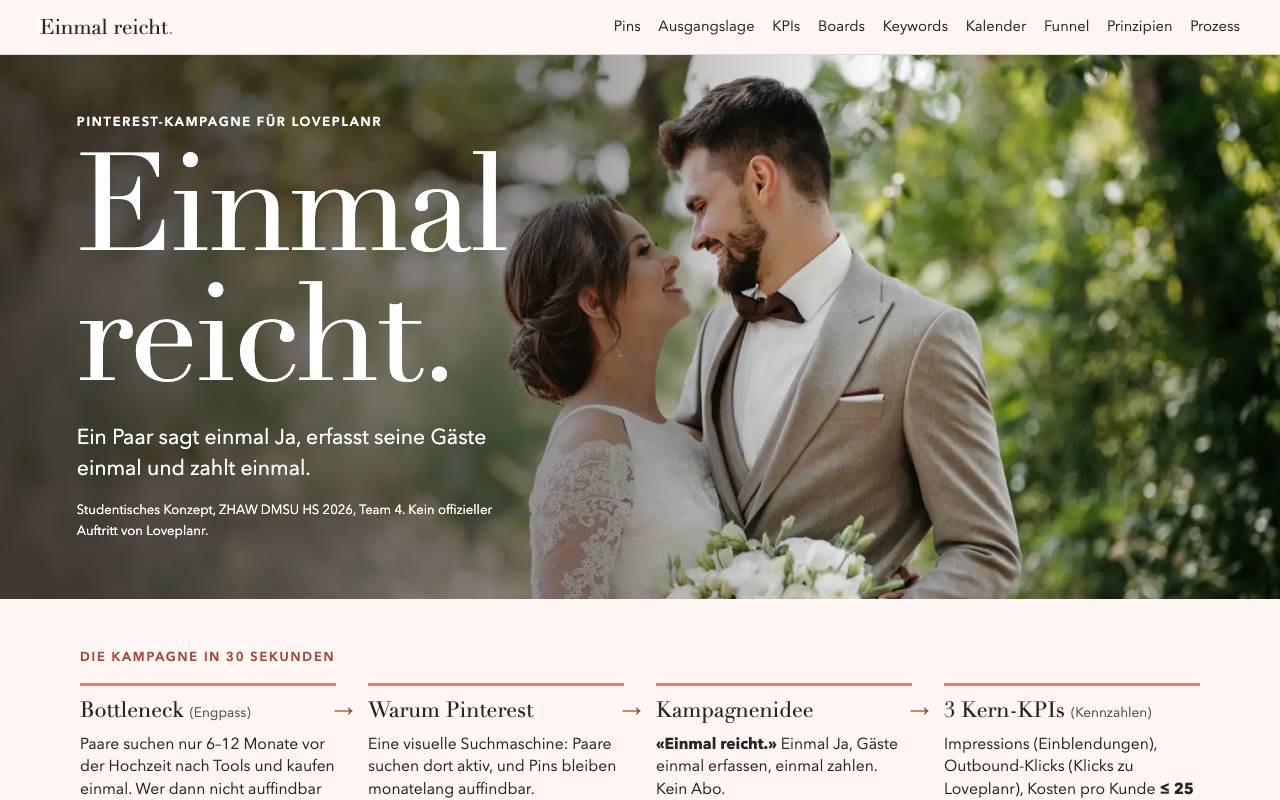 Einmal reicht.
Pins Ausgangslage KPIs Boards Keywords Kalender Funnel Prinzipien Prozess
PINTEREST-KAMPAGNE FÜR LOVEPLANR
Einmal
reicht.
Ein Paar sagt einmal Ja, erfasst seine Gäste
einmal und zahlt einmal.
Studentisches Konzept, ZHAW DMSU HS 2026, Team 4. Kein offizieller
Auftritt von Loveplanr.
DIE KAMPAGNE IN 30 SEKUNDEN
Bottleneck (Engpass)
Paare suchen nur 6–12 Monate vor
der Hochzeit nach Tools und kaufen
einmal. Wer dann nicht auffindbar
→
Warum Pinterest
Eine visuelle Suchmaschine: Paare
suchen dort aktiv, und Pins bleiben
monatelang auffindbar.
→
Kampagnenidee
«Einmal reicht.» Einmal Ja, Gäste
einmal erfassen, einmal zahlen.
Kein Abo.
→
3 Kern-KPIs (Kennzahlen)
Impressions (Einblendungen),
Outbound-Klicks (Klicks zu
Loveplanr), Kosten pro Kunde ≤ 25